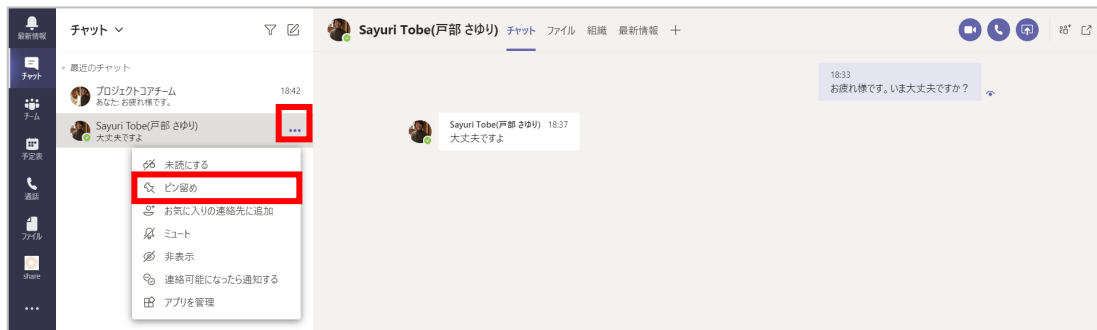 最新情報
チャット
チーム
予定表
通話
ファイル
share
チャット
最近のチャット
プロジェクトコアチーム 18:42
あなた: お疲れ様です。
Sayuri Tobe(戸部 さゆり)
大丈夫ですよ
未読にする
ピン留め
お気に入りの連絡先に追加
ミュート
非表示
連絡可能になったら通知する
アプリを管理
Sayuri Tobe(戸部 さゆり) チャット ファイル 組織 最新情報
18:33
お疲れ様です。いま大丈夫ですか？
Sayuri Tobe(戸部 さゆり) 18:37
大丈夫ですよ